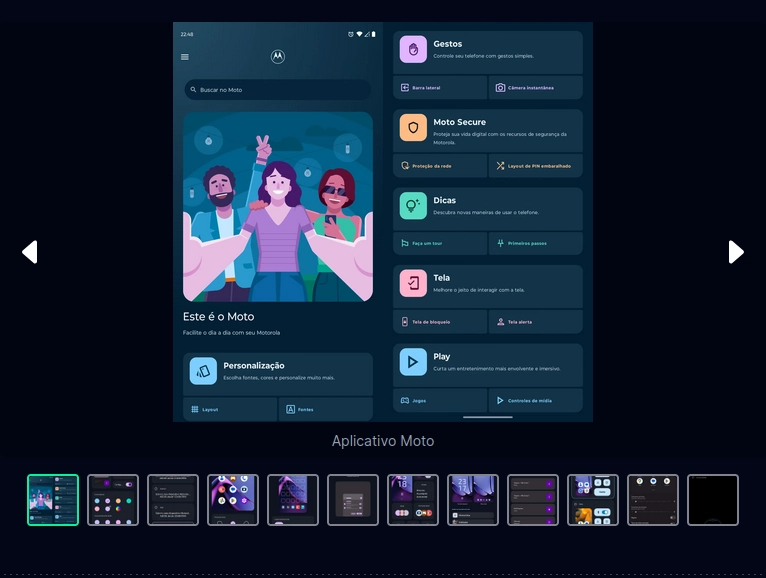 22:48
Buscar no Moto
Este é o Moto
Facilite o dia a dia com seu Motorola
Personalização
Escolha fontes, cores e personalize muito mais.
Layout
Fontes
Gestos
Controle seu telefone com gestos simples.
Barra lateral
Câmera instantânea
Moto Secure
Proteja sua vida digital com os recursos de segurança da
Motorola.
Proteção da rede
Layout de PIN embaralhado
Dicas
Descubra novas maneiras de usar o telefone.
Faça um tour
Primeiros passos
Tela
Melhore o jeito de interagir com a tela.
Tela de bloqueio
Tela alerta
Play
Curta um entretenimento mais envolvente e imersivo.
Jogos
Controles de mídia
Aplicativo Moto